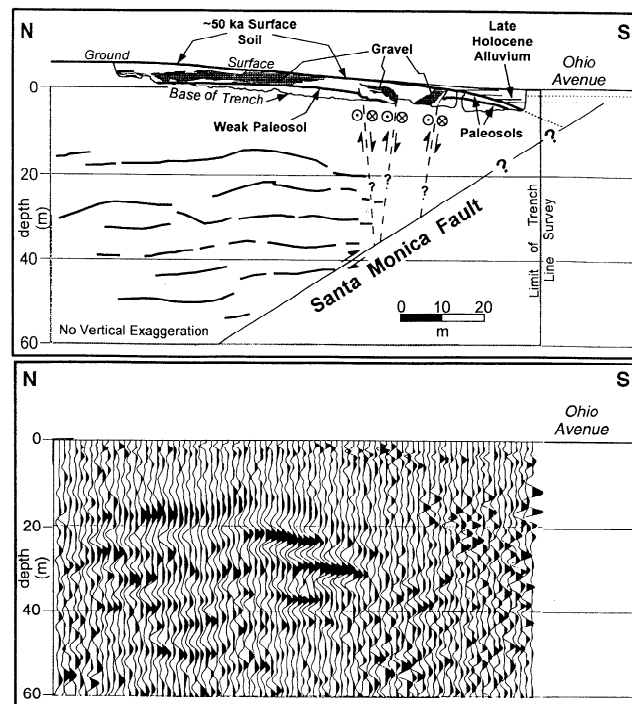 N
S
~50 ka Surface
Soil
Late
Holocene
Alluvium
Ohio
Avenue
Ground
Surface
Gravel
0
Base of Trench
Weak Paleosol
Paleosols
?
?
?
?
?
20
depth
(m)
40
60
Santa Monica Fault
Limit of Trench
Line Survey
0 10 20
m
No Vertical Exaggeration
N
S
Ohio
Avenue
0
20
depth
(m)
40
60